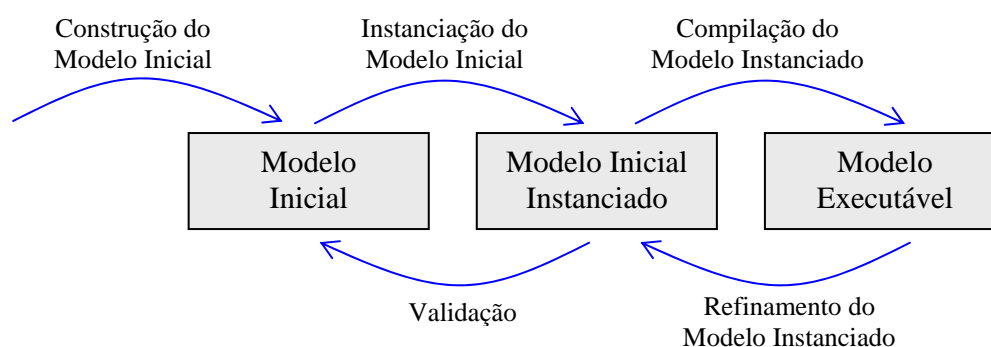 Construção do
Modelo Inicial
Instanciação do
Modelo Inicial
Compilação do
Modelo Instanciado
Modelo
Inicial
Modelo Inicial
Instanciado
Modelo
Executável
Validação
Refinamento do
Modelo Instanciado